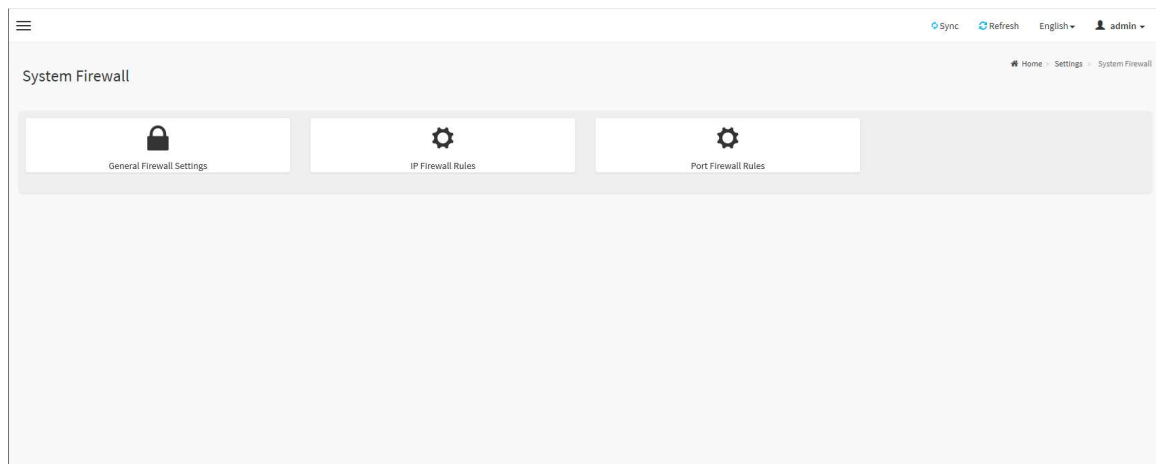 Sync Refresh English admin
Home > Settings > System Firewall
System Firewall
General Firewall Settings
IP Firewall Rules
Port Firewall Rules